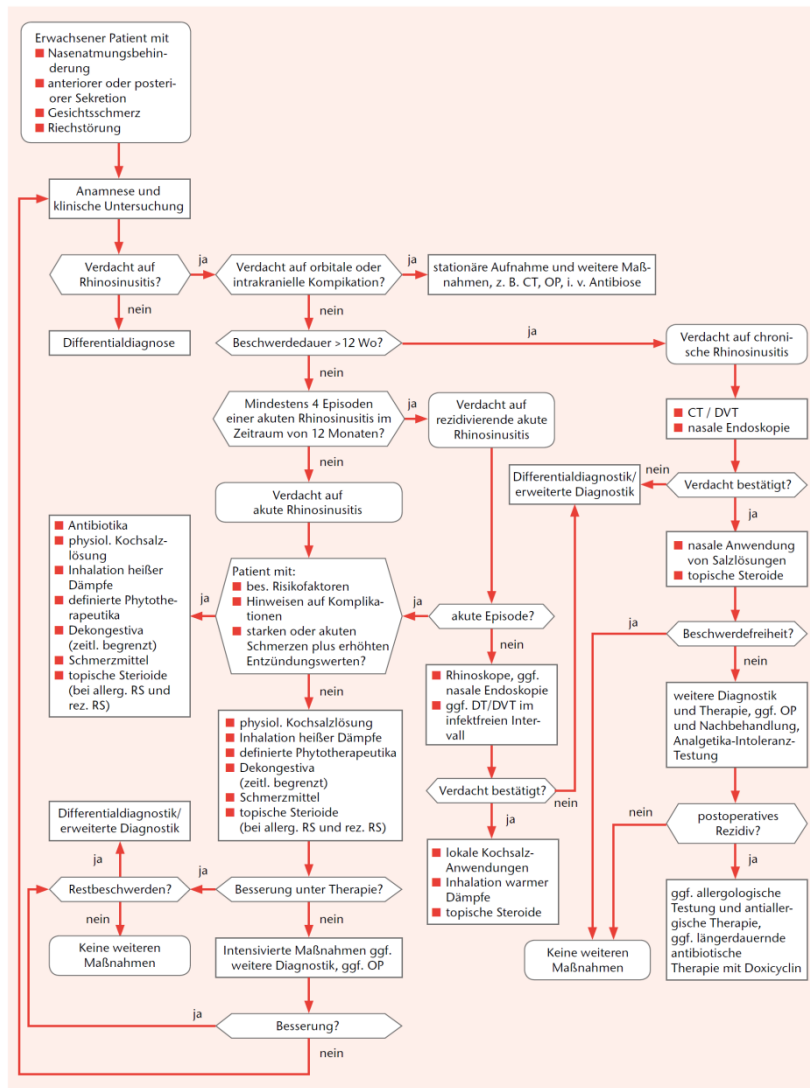 Erwachsener Patient mit
■ Nasenatmungsbehin-
derung
■ anteriorer oder posteri-
orer Sekretion
■ Gesichtsschmerz
■ Riechstörung
Anamnese und
klinische Untersuchung
Verdacht auf
Rhinosinusitis?
ja
nein
Differentialdiagnose
Verdacht auf orbitale oder
intrakranielle Kompikation?
ja
nein
stationäre Aufnahme und weitere Maß-
nahmen, z. B. CT, OP, i. v. Antibiose
Beschwerdedauer >12 Wo?
ja
nein
Verdacht auf chroni-
sche Rhinosinusitis
Mindestens 4 Episoden
einer akuten Rhinosinusitis im
Zeitraum von 12 Monaten?
ja
nein
Verdacht auf
rezidivierende akute
Rhinosinusitis
■ CT / DVT
■ nasale Endoskopie
Verdacht auf
akute Rhinosinusitis
Differentialdiagnostik/
erweiterte Diagnostik
nein
Verdacht bestätigt?
ja
■ Antibiotika
■ physiol. Kochsalz-
lösung
■ Inhalation heißer
Dämpfe
■ definierte Phytothe-
rapeutika
■ Dekongestiva
(zeitl. begrenzt)
■ Schmerzmittel
■ topische Sterioide
(bei allerg. RS und
rez. RS)
ja
Patient mit:
■ bes. Risikofaktoren
■ Hinweisen auf Komplika-
tionen
■ starken oder akuten
Schmerzen plus erhöhten
Entzündungswerten?
nein
ja
akute Episode?
nein
■ nasale Anwendung
von Salzlösungen
■ topische Steroide
ja
Beschwerdefreiheit?
nein
■ Rhinoskope, ggf.
nasale Endoskopie
■ ggf. DT/DVT im
infektfreien Inter-
vall
weitere Diagnostik
und Therapie, ggf. OP
und Nachbehandlung,
Analgetika-Intoleranz-
Testung
■ physiol. Kochsalzlösung
■ Inhalation heißer Dämpfe
■ definierte Phytotherapeutika
■ Dekongestiva
(zeitl. begrenzt)
■ Schmerzmittel
■ topische Sterioide
(bei allerg. RS und rez. RS)
Verdacht bestätigt?
nein
ja
nein
postoperatives
Rezidiv?
ja
Differentialdiagnostik/
erweiterte Diagnostik
ja
Restbeschwerden?
nein
Keine weiteren
Maßnahmen
ja
Besserung unter Therapie?
nein
■ lokale Kochsalz-
Anwendungen
■ Inhalation warmer
Dämpfe
■ topische Steroide
ggf. allergologische
Testung und antiallergi-
sche Therapie,
ggf. längerdauernde
antibiotische
Therapie mit Doxicyclin
Keine weiteren
Maßnahmen
Intensivierte Maßnahmen ggf.
weitere Diagnostik, ggf. OP
ja
Besserung?
nein